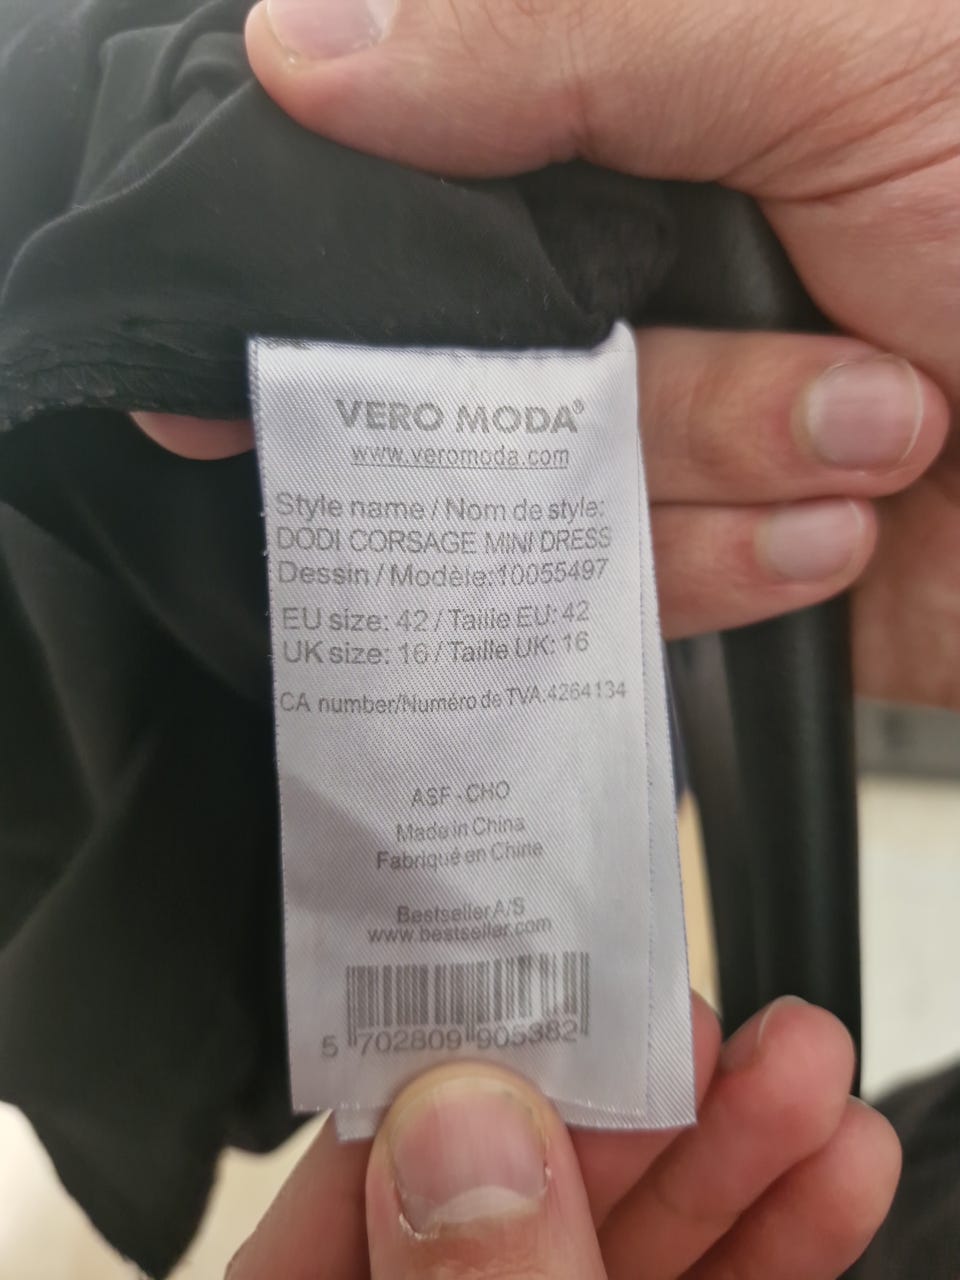 VERO MODA®
www.veromoda.com
Style name / Nom de style:
DODI CORSAGE MINI DRESS
Dessin / Modèle:10055497
EU size: 42 / Taille EU: 42
UK size: 16 / Taille UK: 16
CA number/Numéro de TVA:4264134
ASF - CHO
Made in China
Fabriqué en Chine
Bestseller A/S
www.bestseller.com
5 702809 905382